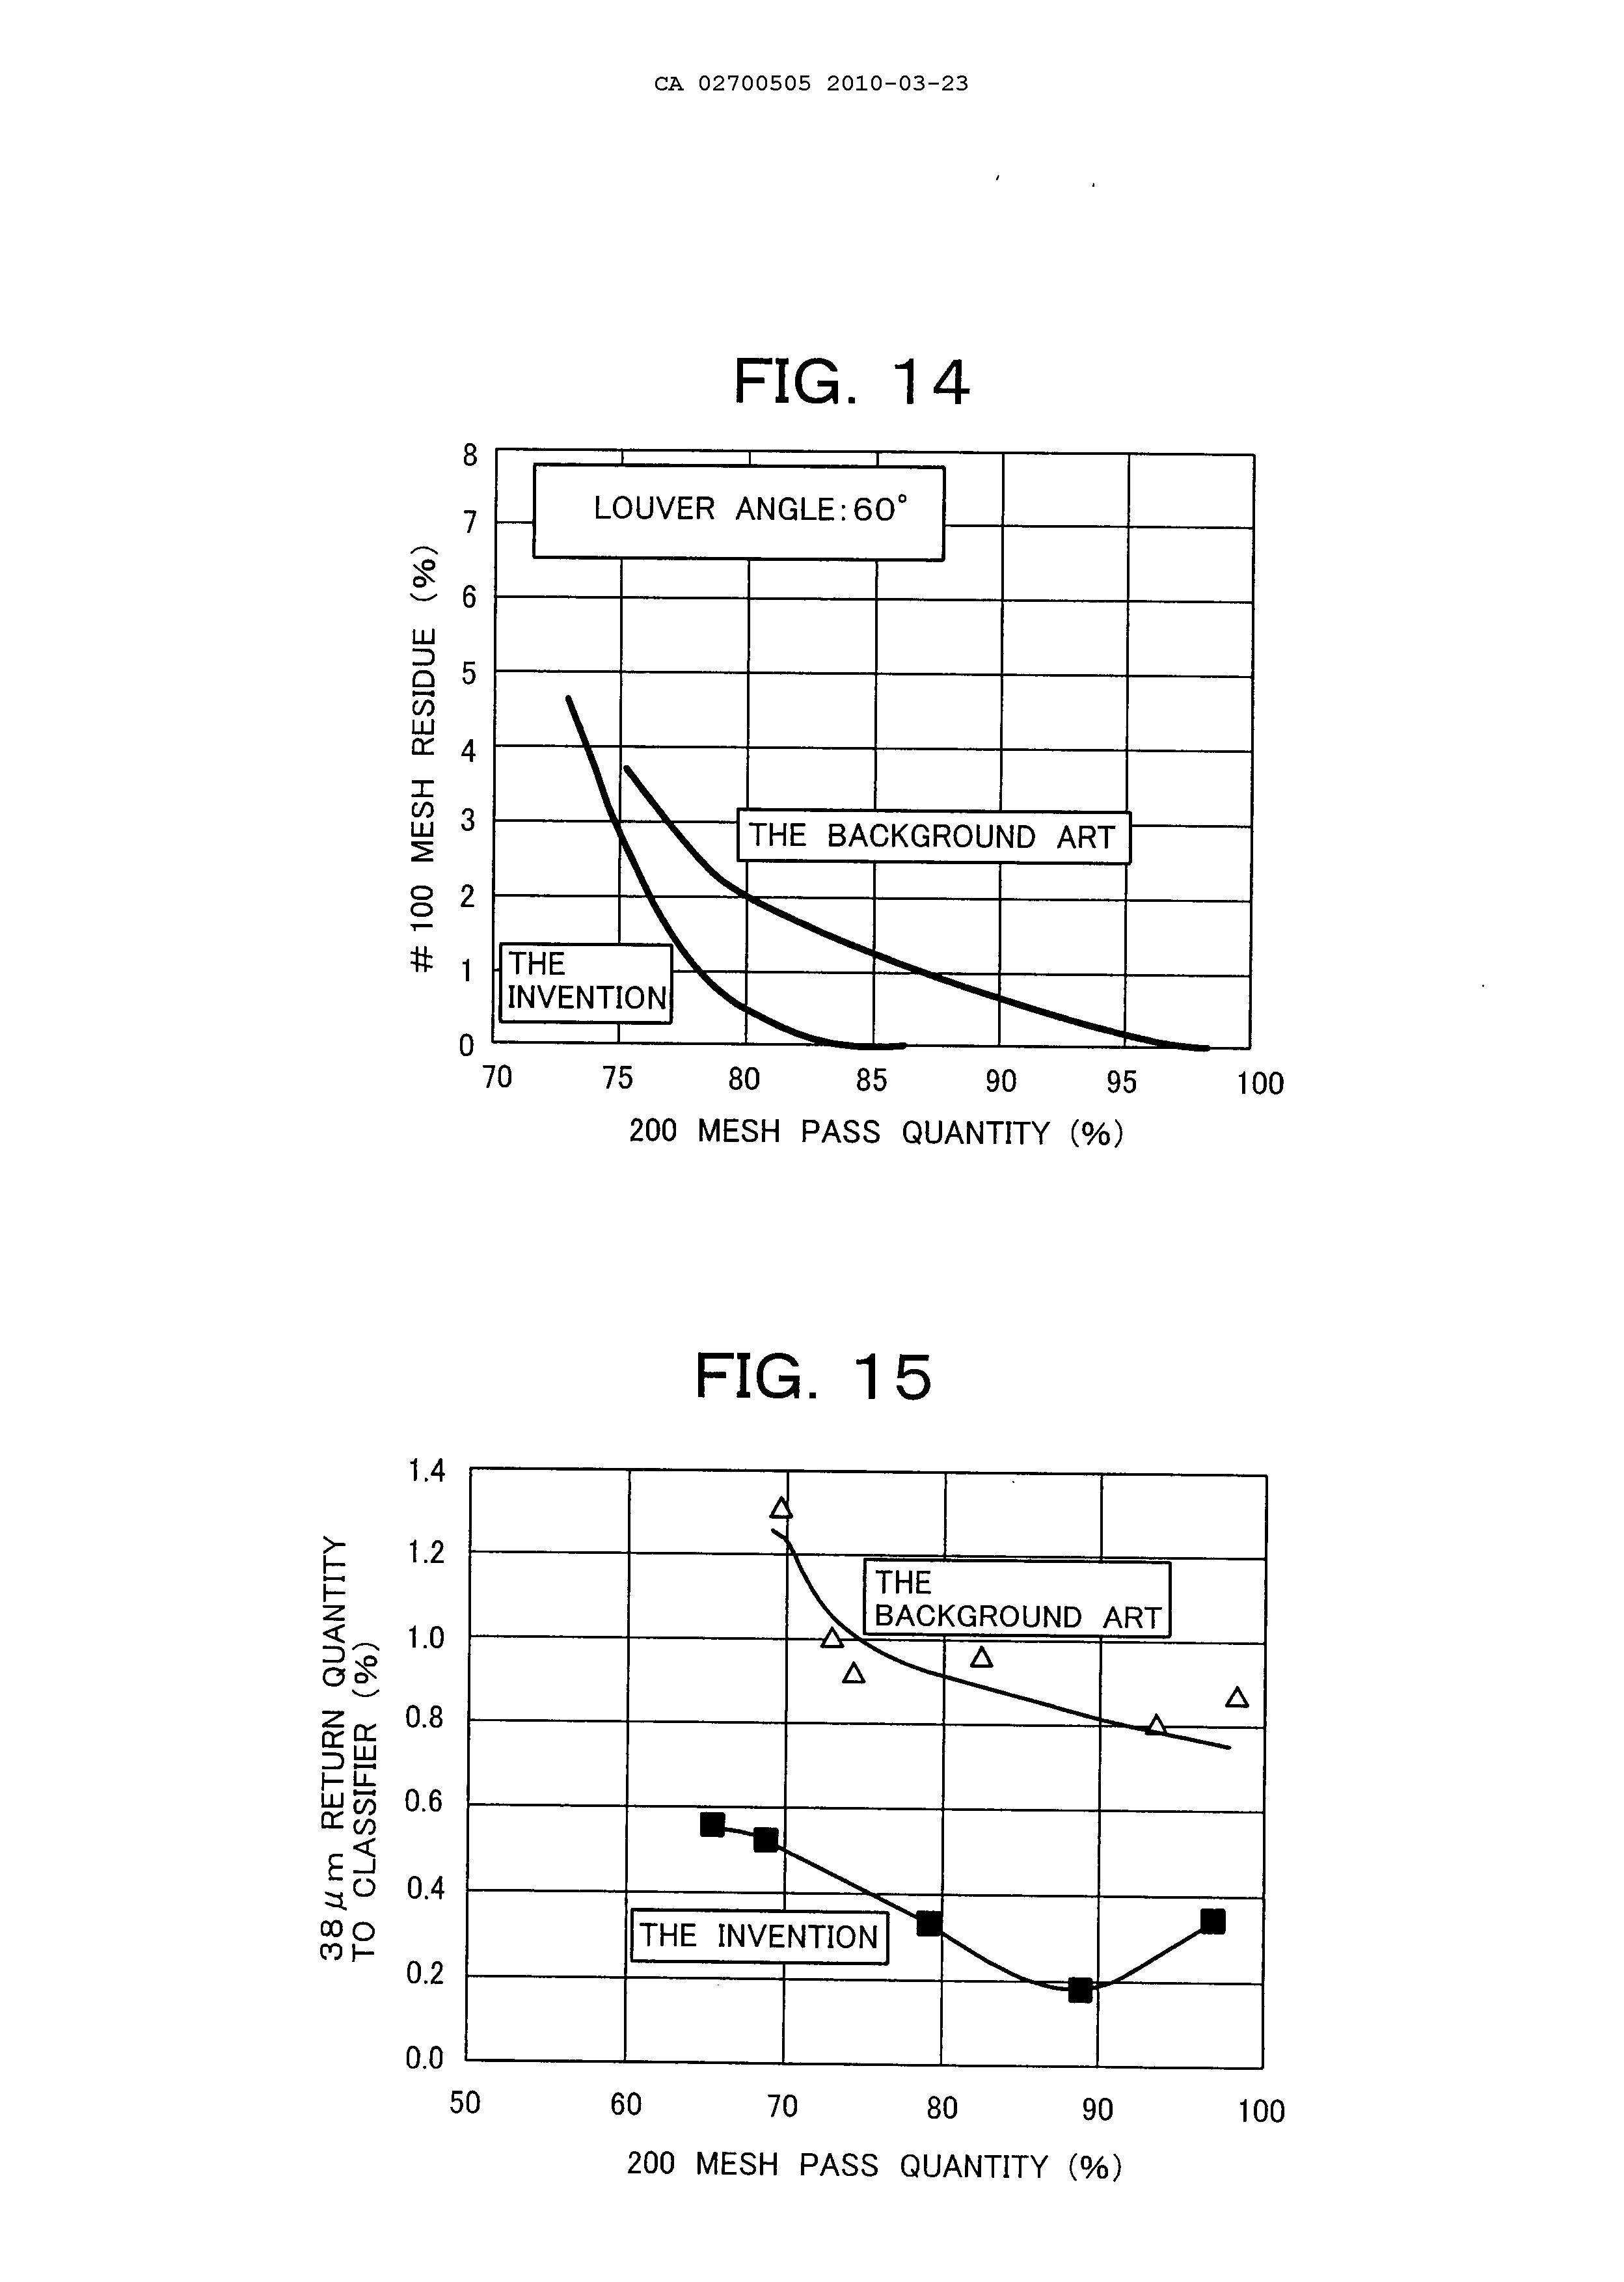 CA 02700505 2010-03-23
FIG. 14
8
7
6
5
4
3
2
1
0
# 100 MESH RESIDUE (%)
LOUVER ANGLE:60°
THE BACKGROUND ART
THE
INVENTION
70 75 80 85 90 95 100
200 MESH PASS QUANTITY (%)
FIG. 15
1.4
1.2
1.0
0.8
0.6
0.4
0.2
0.0
38μm RETURN QUANTITY
TO CLASSIFIER (%)
THE
BACKGROUND ART
THE INVENTION
50 60 70 80 90 100
200 MESH PASS QUANTITY (%)